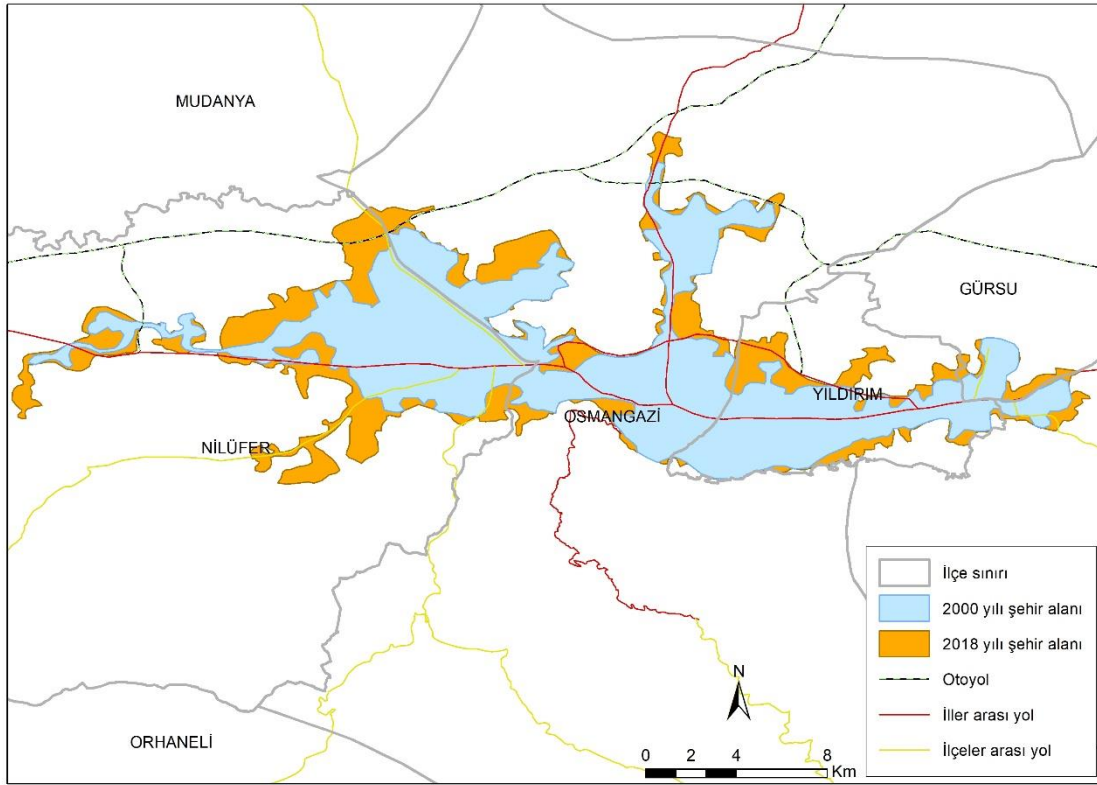 MUDANYA
GÜRSU
YILDIRIM
OSMANGAZİ
NİLÜFER
ORHANELİ
İlçe sınırı
2000 yılı şehir alanı
2018 yılı şehir alanı
Otoyol
İller arası yol
İlçeler arası yol
N
0 2 4 8
Km